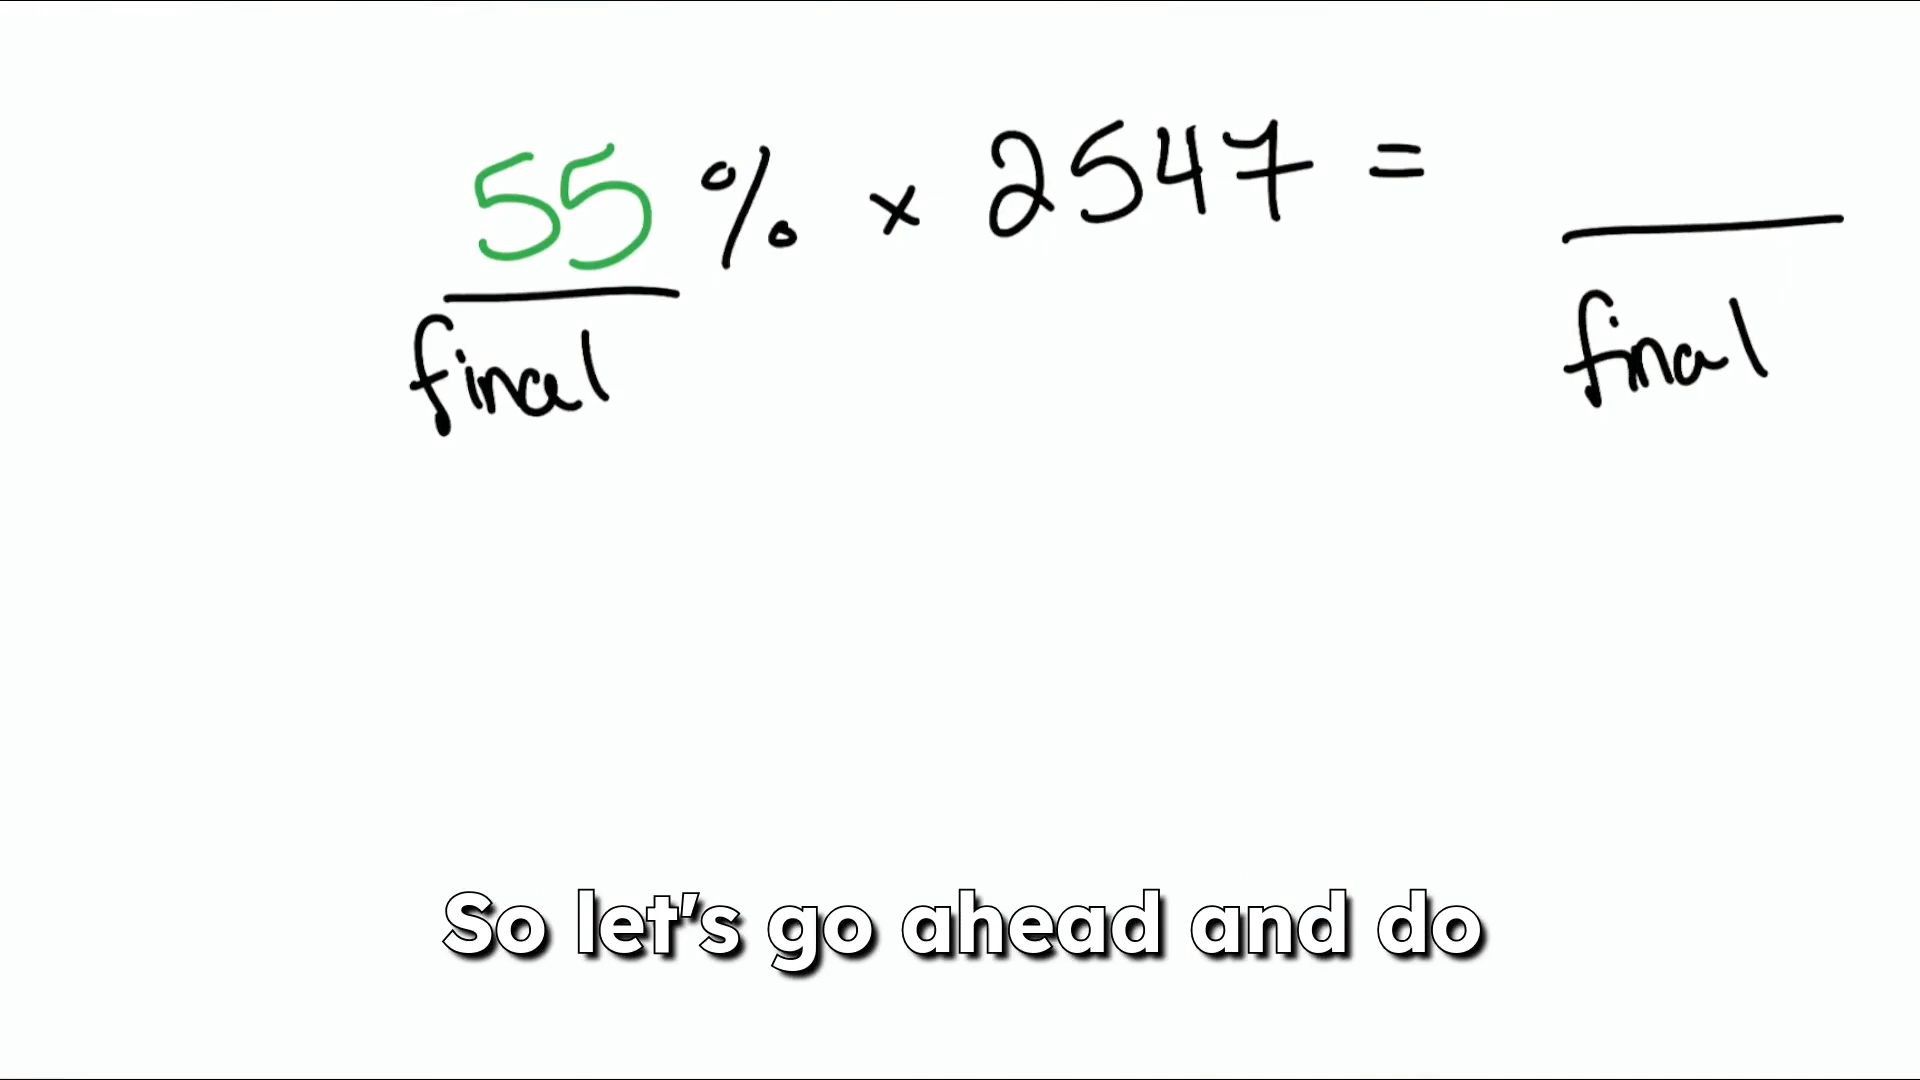 55 % × 2547 =
final final
So let's go ahead and do